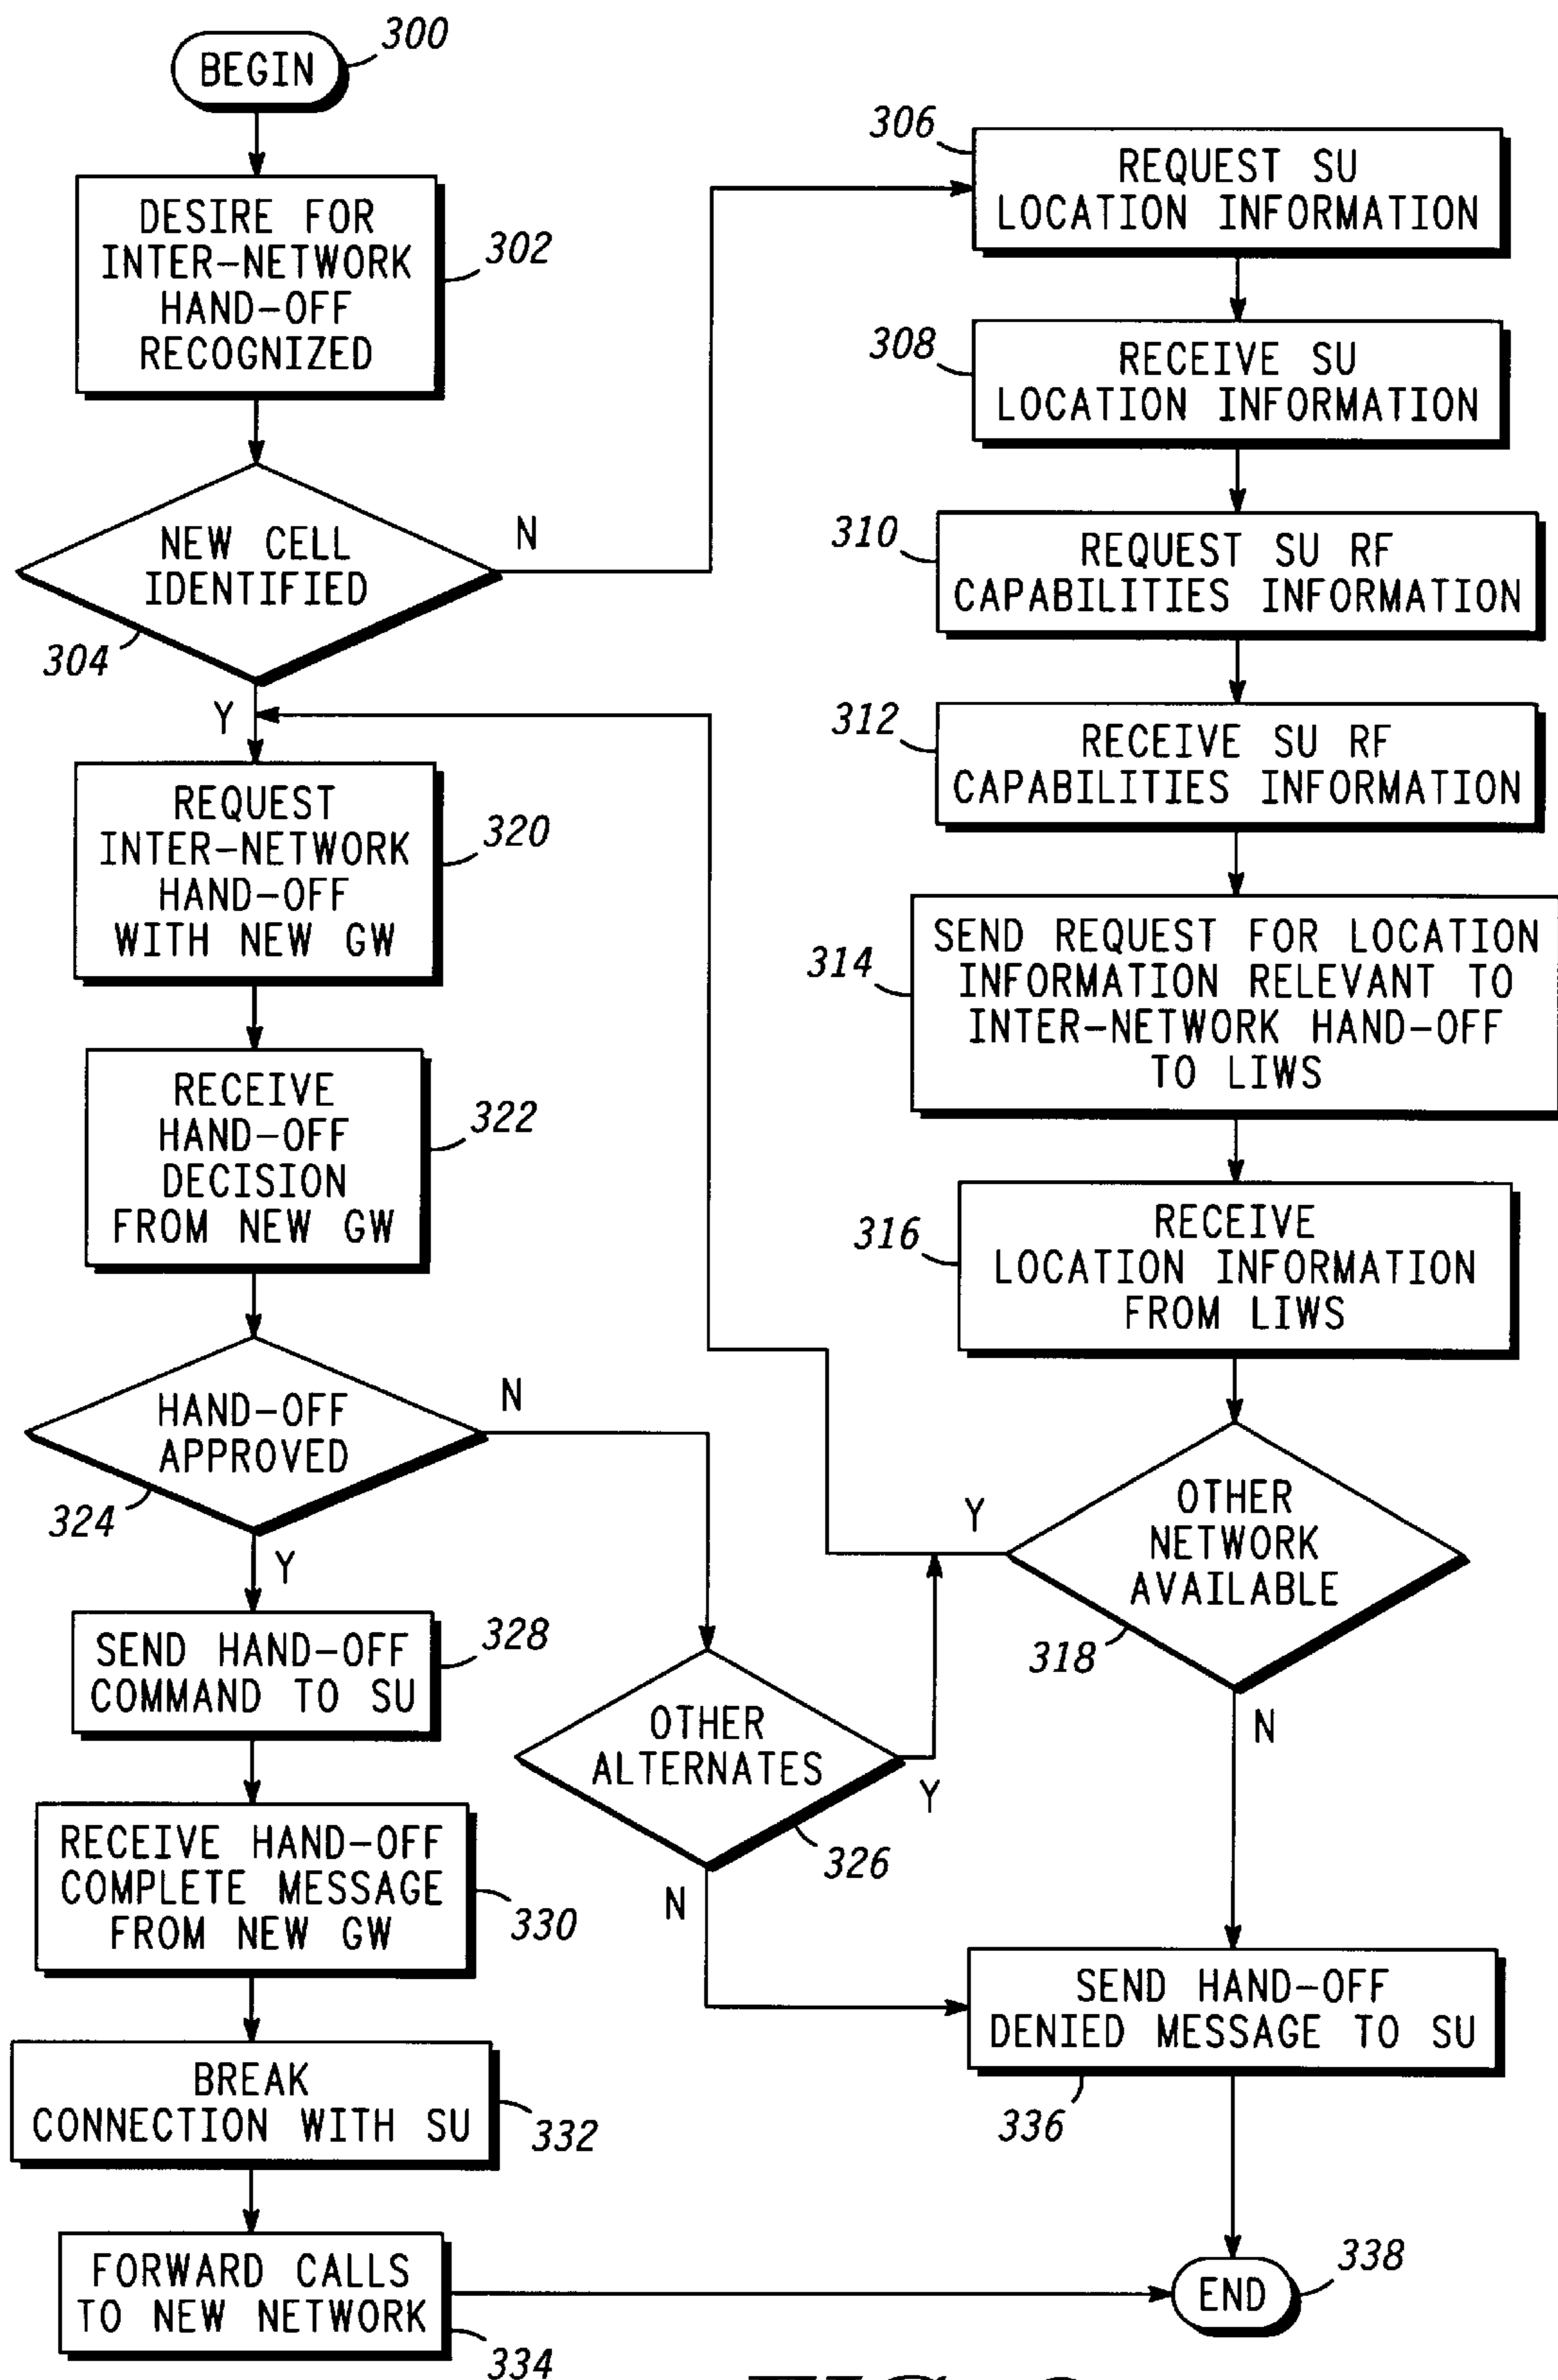 BEGIN
300
DESIRE FOR
INTER-NETWORK
HAND-OFF
RECOGNIZED
302
NEW CELL
IDENTIFIED
304
N
Y
306
REQUEST SU
LOCATION INFORMATION
308
RECEIVE SU
LOCATION INFORMATION
310
REQUEST SU RF
CAPABILITIES INFORMATION
312
RECEIVE SU RF
CAPABILITIES INFORMATION
314
SEND REQUEST FOR LOCATION
INFORMATION RELEVANT TO
INTER-NETWORK HAND-OFF
TO LIWS
316
RECEIVE
LOCATION INFORMATION
FROM LIWS
OTHER
NETWORK
AVAILABLE
318
Y
N
REQUEST
INTER-NETWORK
HAND-OFF
WITH NEW GW
320
RECEIVE
HAND-OFF
DECISION
FROM NEW GW
322
HAND-OFF
APPROVED
324
N
Y
OTHER
ALTERNATES
326
Y
N
SEND HAND-OFF
COMMAND TO SU
328
RECEIVE HAND-OFF
COMPLETE MESSAGE
FROM NEW GW
330
BREAK
CONNECTION WITH SU
332
FORWARD CALLS
TO NEW NETWORK
334
SEND HAND-OFF
DENIED MESSAGE TO SU
336
END
338